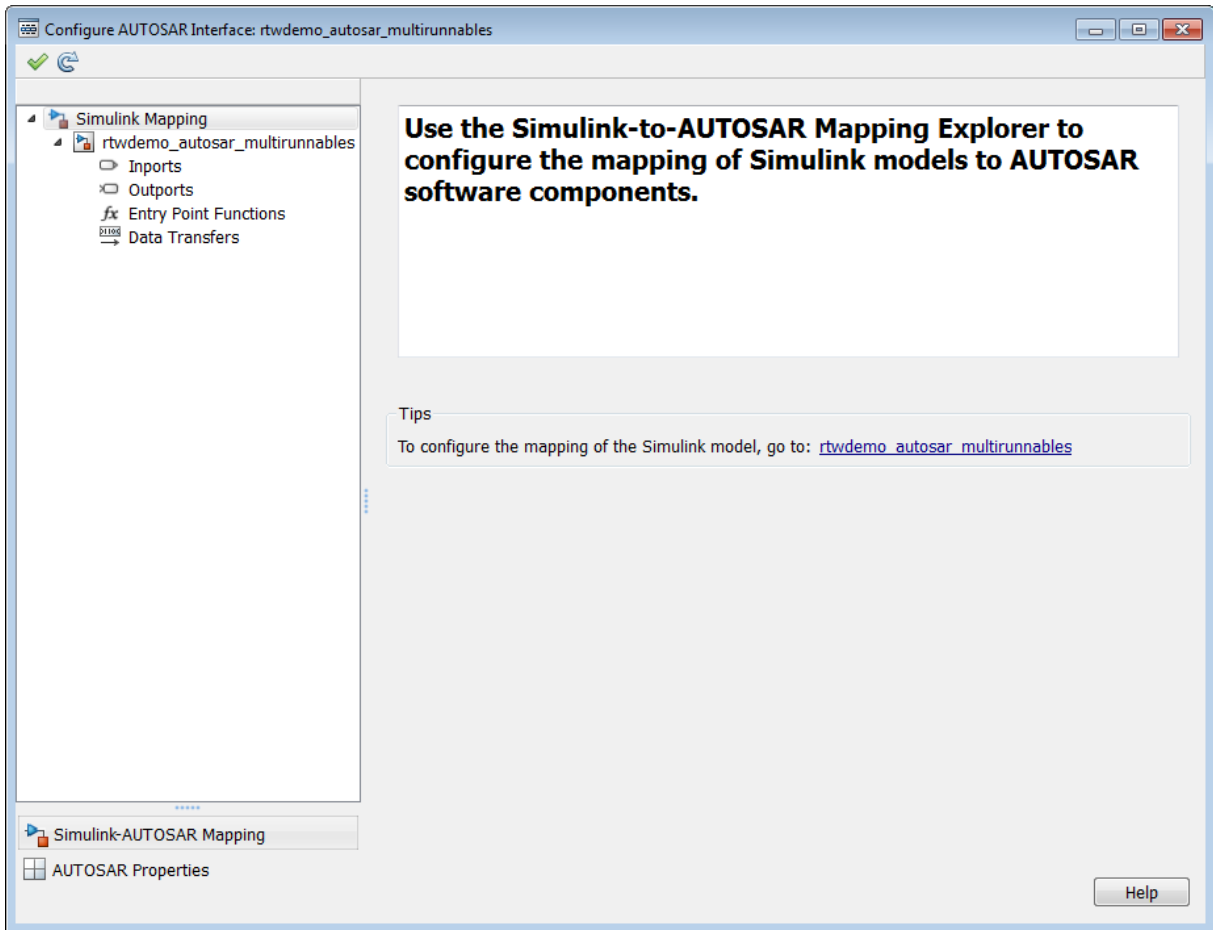 Configure AUTOSAR Interface: rtwdemo_autosar_multirunnables
Simulink Mapping
rtwdemo_autosar_multirunnables
Inports
Outports
fx Entry Point Functions
Data Transfers
Use the Simulink-to-AUTOSAR Mapping Explorer to
configure the mapping of Simulink models to AUTOSAR
software components.
Tips
To configure the mapping of the Simulink model, go to: rtwdemo_autosar_multirunnables
Simulink-AUTOSAR Mapping
AUTOSAR Properties
Help